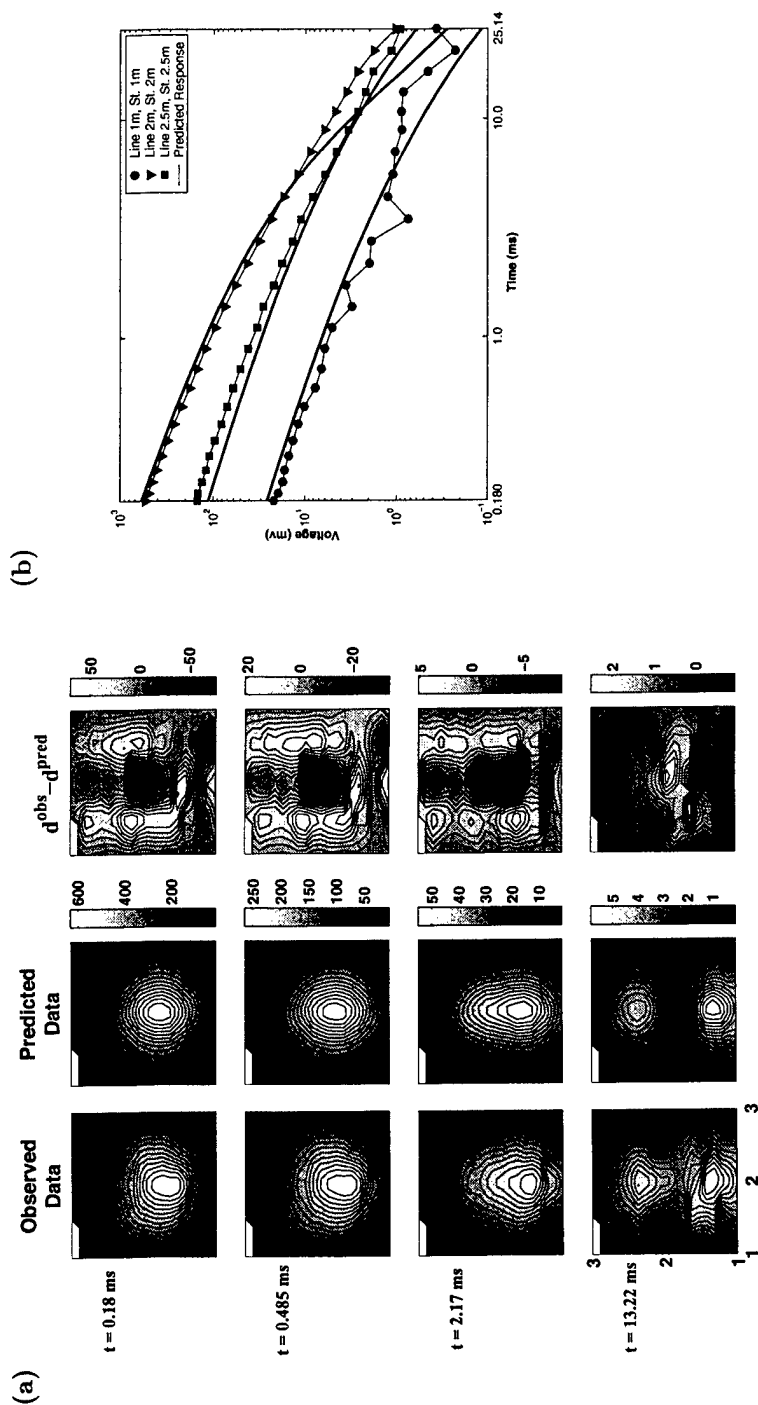 (a)
Observed
Data
Predicted
Data
d^obs-d^pred
t = 0.18 ms
600
400
200
50
0
-50
t = 0.485 ms
250
200
150
100
50
20
0
-20
t = 2.17 ms
50
40
30
20
10
5
0
-5
t = 13.22 ms
3
2
1
1
2
3
5
4
3
2
1
2
1
0
(b)
Voltage (mv)
10^3
10^2
10^1
10^0
10^-1
0.180
1.0
10.0
25.14
Time (ms)
Line 1m, St. 1m
Line 2m, St. 2m
Line 2.5m, St. 2.5m
Predicted Response